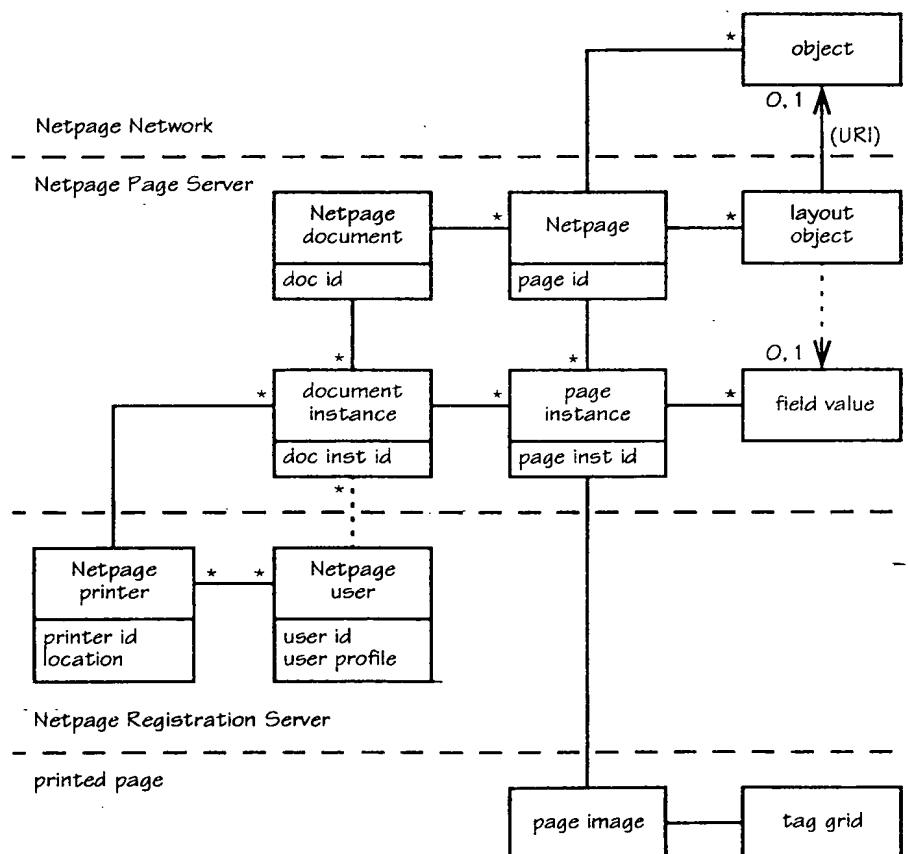 *
object
0, 1
Netpage Network
(URI)
Netpage Page Server
Netpage
document
*
Netpage
*
layout
object
doc id
page id
*
*
0, 1
*
document
instance
*
page
instance
*
field value
doc inst id
page inst id
*
Netpage
printer
*
*
Netpage
user
printer id
location
user id
user profile
Netpage Registration Server
printed page
page image
tag grid